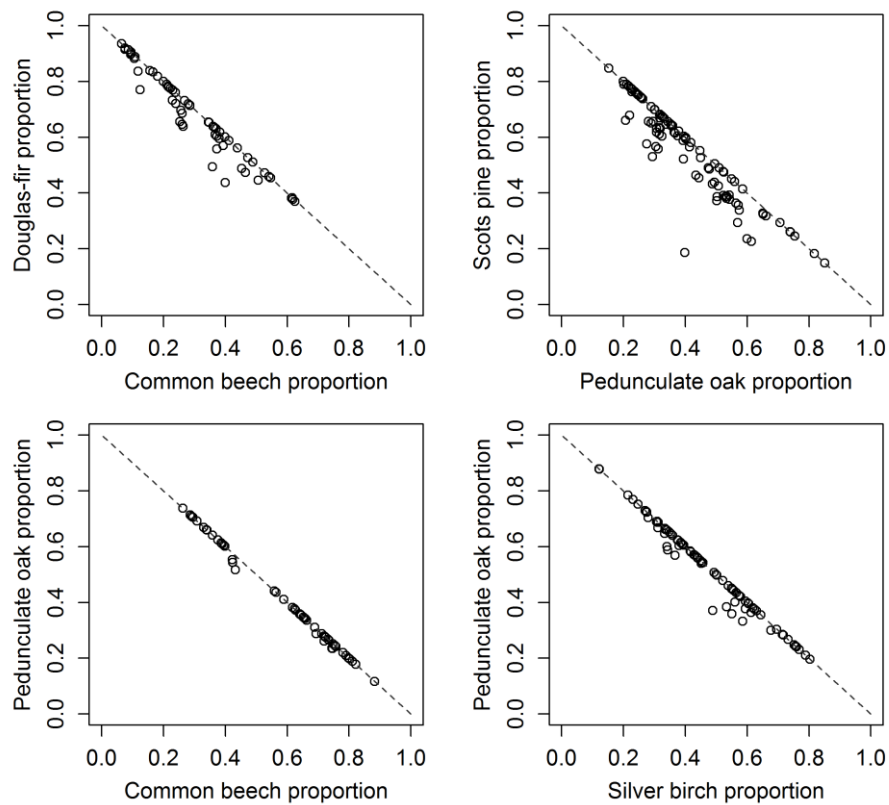 Douglas-fir proportion
0.0 0.2 0.4 0.6 0.8 1.0
0.0 0.2 0.4 0.6 0.8 1.0
Common beech proportion
Scots pine proportion
0.0 0.2 0.4 0.6 0.8 1.0
0.0 0.2 0.4 0.6 0.8 1.0
Pedunculate oak proportion
Pedunculate oak proportion
0.0 0.2 0.4 0.6 0.8 1.0
0.0 0.2 0.4 0.6 0.8 1.0
Common beech proportion
Pedunculate oak proportion
0.0 0.2 0.4 0.6 0.8 1.0
0.0 0.2 0.4 0.6 0.8 1.0
Silver birch proportion